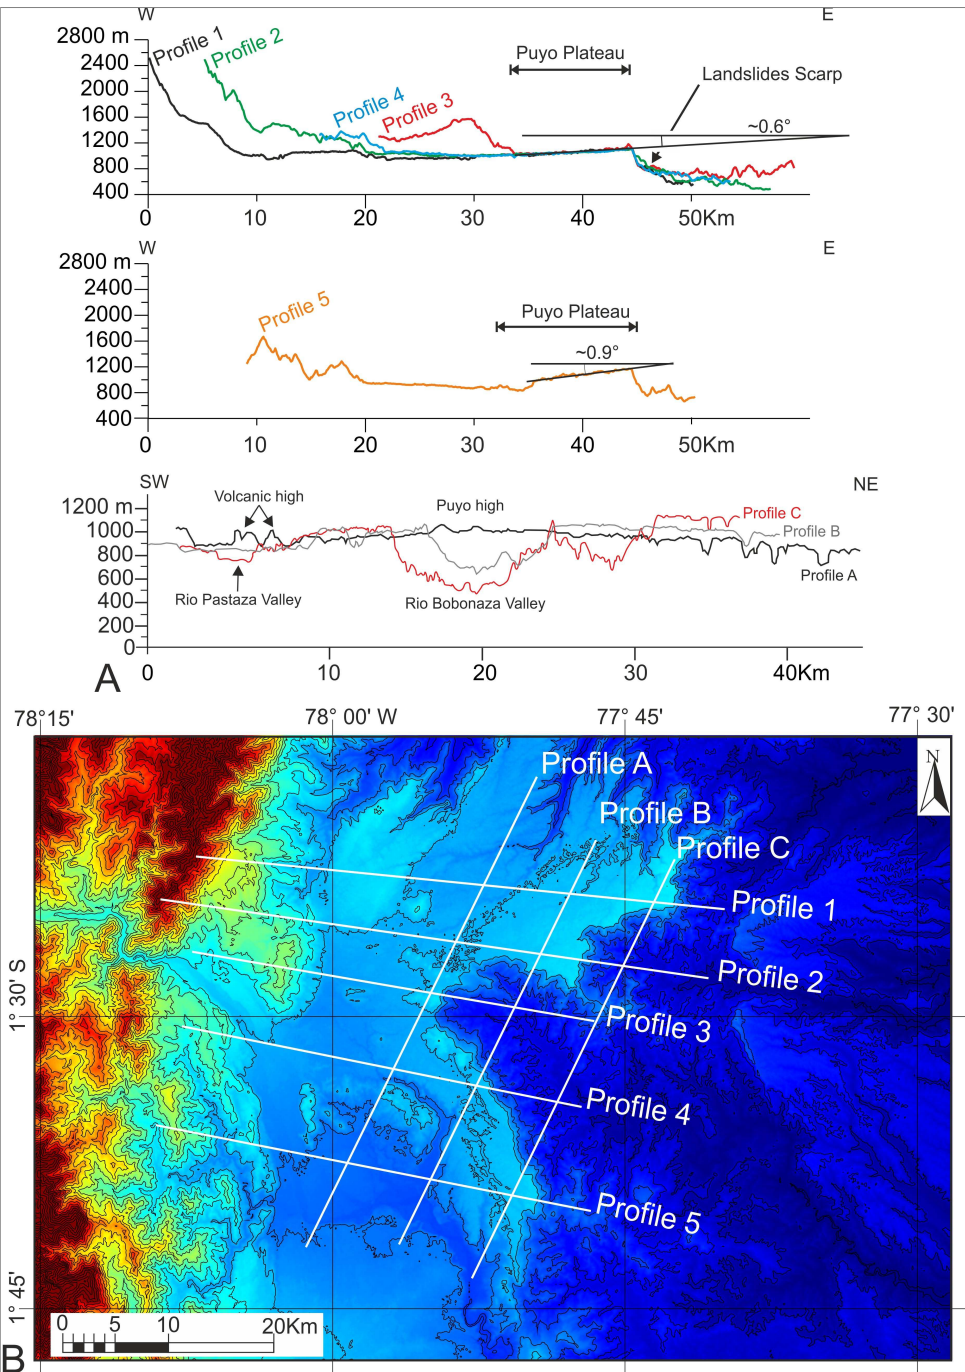 W E
2800 m
2400
2000
1600
1200
800
400
Profile 1
Profile 2
Profile 4
Profile 3
Puyo Plateau
Landslides Scarp
~0.6°
0 10 20 30 40 50Km
W E
2800 m
2400
2000
1600
1200
800
400
Profile 5
Puyo Plateau
~0.9°
0 10 20 30 40 50Km
SW NE
1200 m
1000
800
600
400
200
0
Volcanic high
Puyo high
Profile C
Profile B
Profile A
Rio Pastaza Valley
Rio Bobonaza Valley
0 10 20 30 40Km
A
78°15' 78°00' W 77°45' 77°30'
N
Profile A
Profile B
Profile C
Profile 1
Profile 2
Profile 3
Profile 4
Profile 5
1°30' S
1°45'
0 5 10 20Km
B